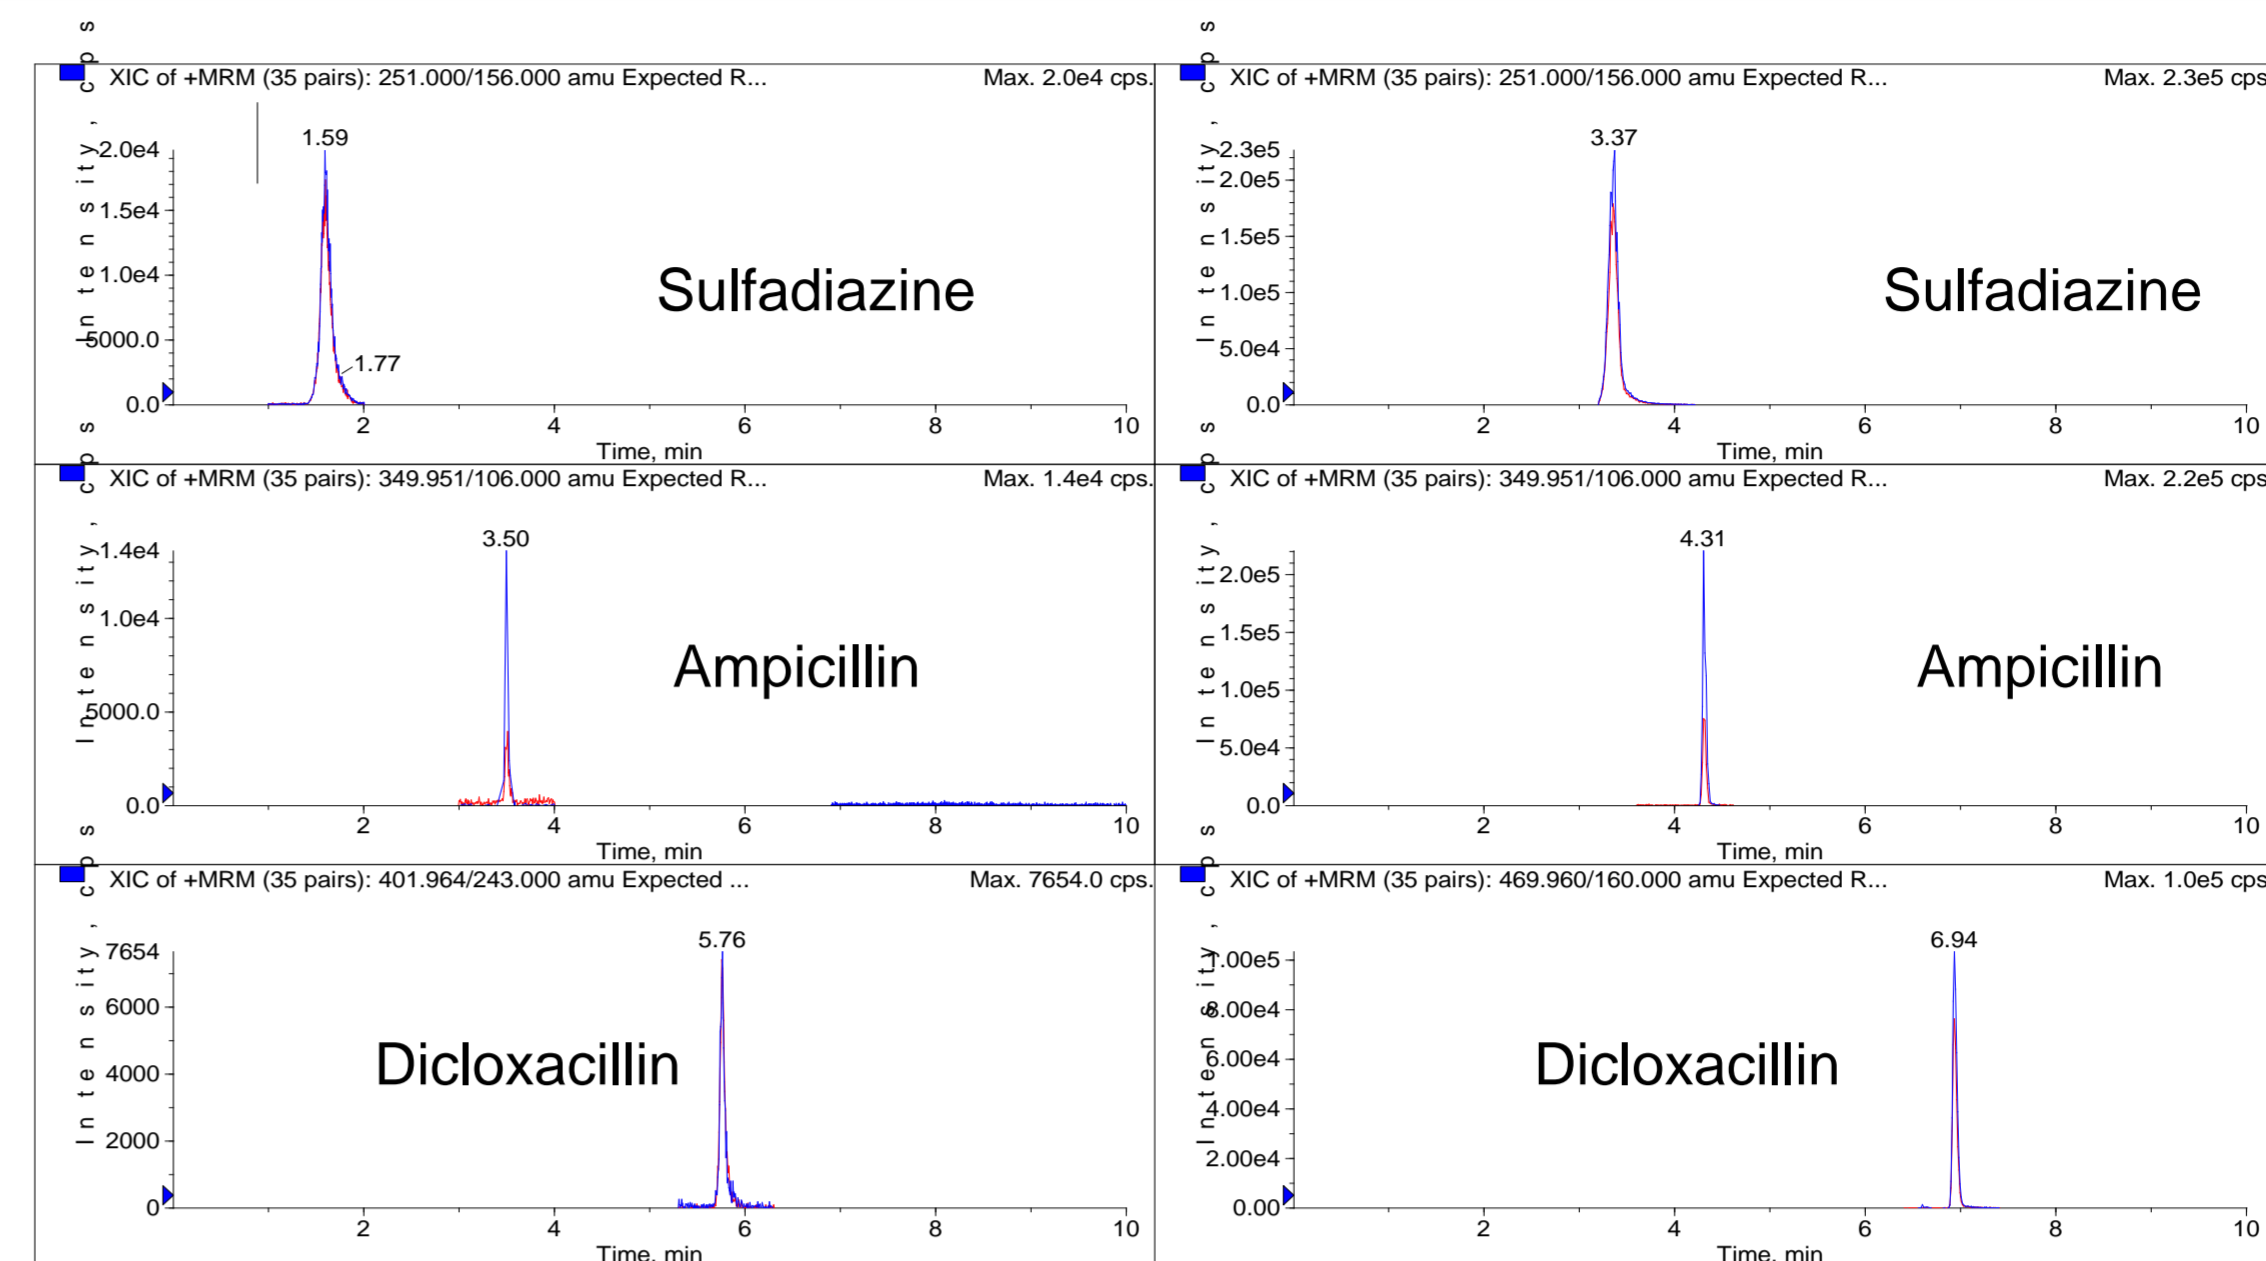 XIC of +MRM (35 pairs): 251.000/156.000 amu Expected R... Max. 2.0e4 cps.
Intensity, cps
1.59
2.0e4
1.5e4
1.0e4
5000.0
0.0
1.77
Sulfadiazine
2 4 6 8 10
Time, min
XIC of +MRM (35 pairs): 251.000/156.000 amu Expected R... Max. 2.3e5 cps
Intensity, cps
3.37
2.3e5
2.0e5
1.5e5
1.0e5
5.0e4
0.0
Sulfadiazine
2 4 6 8 10
Time, min
XIC of +MRM (35 pairs): 349.951/106.000 amu Expected R... Max. 1.4e4 cps.
Intensity, cps
3.50
1.4e4
1.0e4
5000.0
0.0
Ampicillin
2 4 6 8 10
Time, min
XIC of +MRM (35 pairs): 349.951/106.000 amu Expected R... Max. 2.2e5 cps
Intensity, cps
4.31
2.0e5
1.5e5
1.0e5
5.0e4
0.0
Ampicillin
2 4 6 8 10
Time, min
XIC of +MRM (35 pairs): 401.964/243.000 amu Expected ... Max. 7654.0 cps.
Intensity, cps
5.76
7654
6000
4000
2000
0
Dicloxacillin
2 4 6 8 10
Time, min
XIC of +MRM (35 pairs): 469.960/160.000 amu Expected R... Max. 1.0e5 cps
Intensity, cps
6.94
1.00e5
8.00e4
6.00e4
4.00e4
2.00e4
0.00
Dicloxacillin
2 4 6 8 10
Time, min